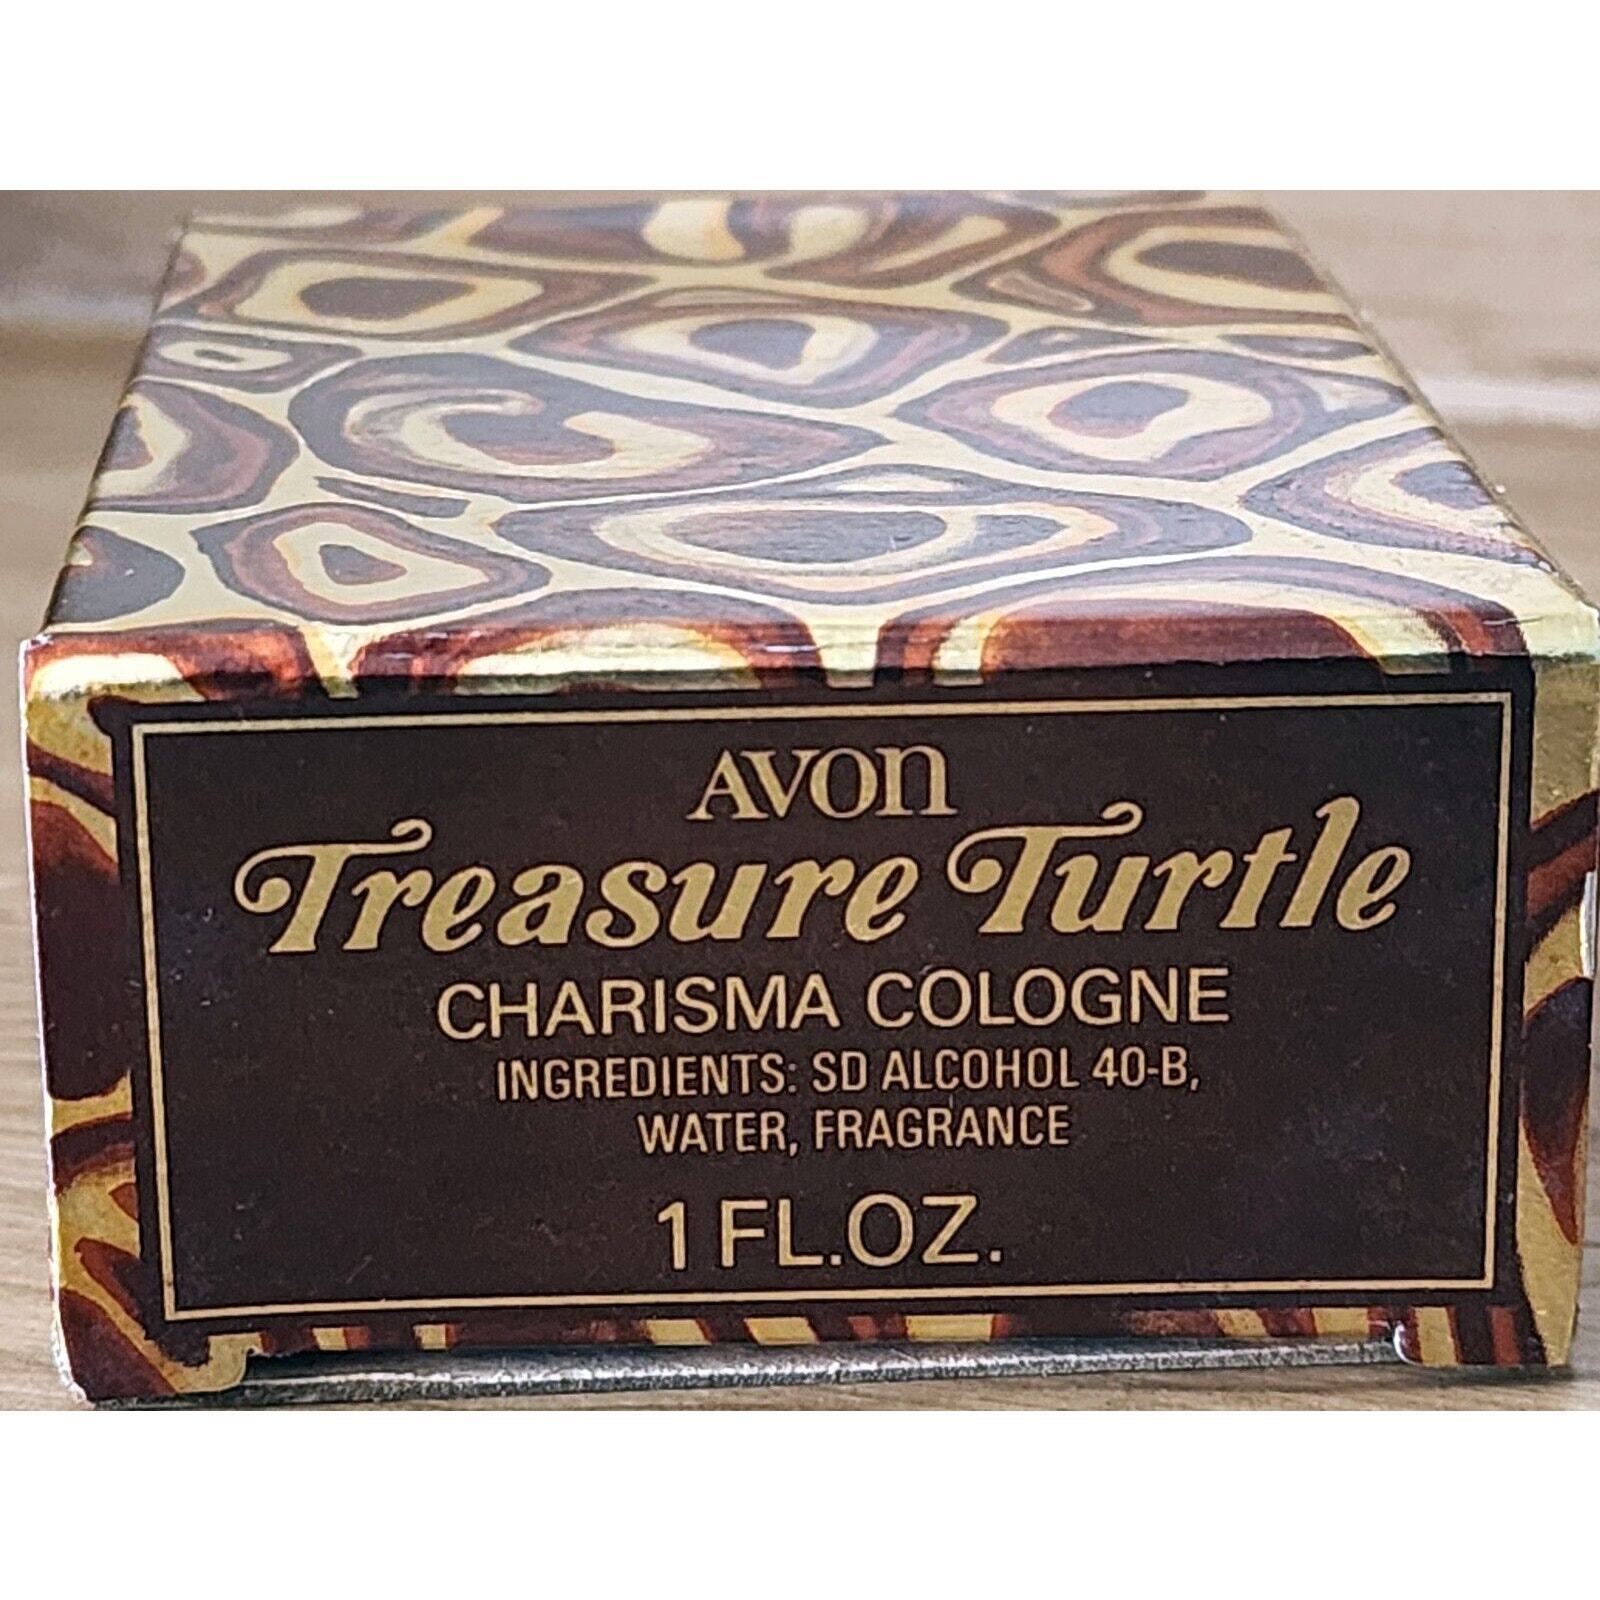 AVON
Treasure Turtle
CHARISMA COLOGNE
INGREDIENTS: SD ALCOHOL 40-B,
WATER, FRAGRANCE
1 FL.OZ.